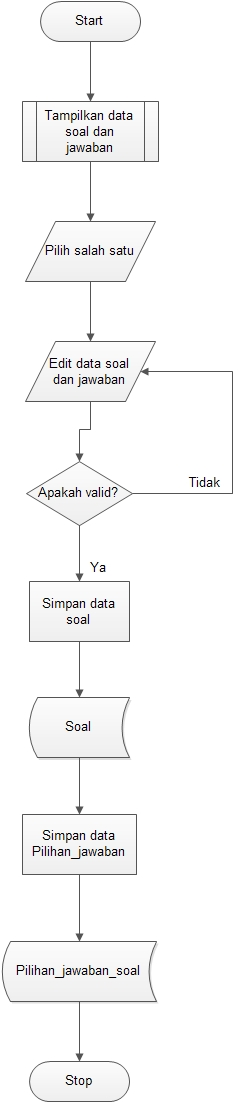 Start
Tampilkan data
soal dan
jawaban
Pilih salah satu
Edit data soal
dan jawaban
Apakah valid?
Tidak
Ya
Simpan data
soal
Soal
Simpan data
Pilihan_jawaban
Pilihan_jawaban_soal
Stop